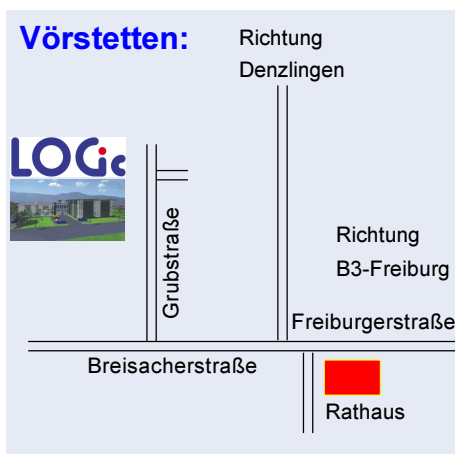 Vörstetten:
Richtung
Denzlingen
LOGic
Grubstraße
Richtung
B3-Freiburg
Freiburgerstraße
Breisacherstraße
Rathaus